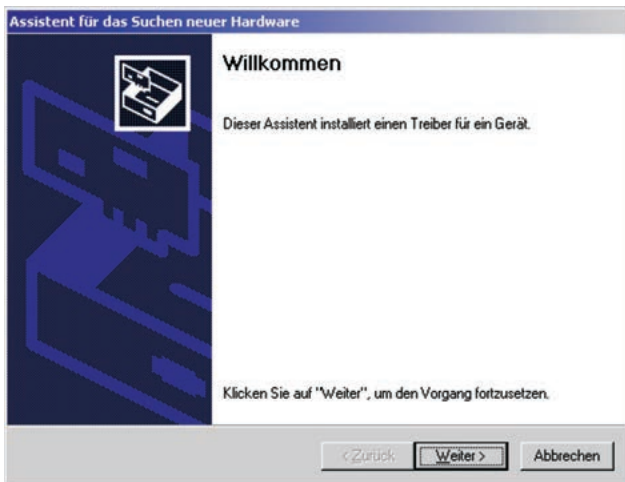 Assistent für das Suchen neuer Hardware
Willkommen
Dieser Assistent installiert einen Treiber für ein Gerät.
Klicken Sie auf "Weiter", um den Vorgang fortzusetzen.
< Zurück Weiter > Abbrechen